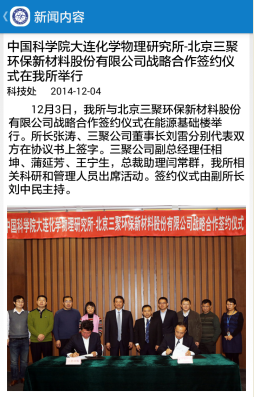 新闻内容
中国科学院大连化学物理研究所-北京三聚
环保新材料股份有限公司战略合作签约仪
式在我所举行
科技处 2014-12-04
12月3日，我所与北京三聚环保新材料股份
有限公司战略合作签约仪式在能源基础楼举
行。所长张涛、三聚公司董事长刘雷分别代表双
方在协议书上签字。三聚公司副总经理任相
坤、蒲延芳、王宁生，总裁助理闫常群，我所相
关科研和管理人员出席活动。签约仪式由副所长
刘中民主持。
中国科学院大连化学物理研究所-北京三聚环保新材料股份有限公司战略合作签约仪式